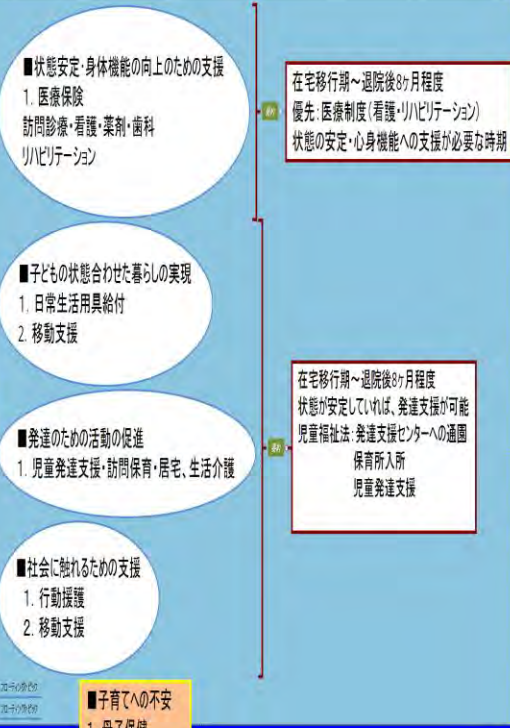 ■状態安定・身体機能の向上のための支援
1. 医療保険
訪問診療・看護・薬剤・歯科
リハビリテーション
在宅移行期～退院後8ヶ月程度
優先:医療制度(看護・リハビリテーション)
状態の安定・心身機能への支援が必要な時期
■子どもの状態合わせた暮らしの実現
1. 日常生活用具給付
2. 移動支援
■発達のための活動の促進
1. 児童発達支援・訪問保育・居宅、生活介護
在宅移行期～退院後8ヶ月程度
状態が安定していれば、発達支援が可能
児童福祉法:発達支援センターへの通園
保育所入所
児童発達支援
■社会に触れるための支援
1. 行動援護
2. 移動支援
■子育てへの不安
1. 母子保健